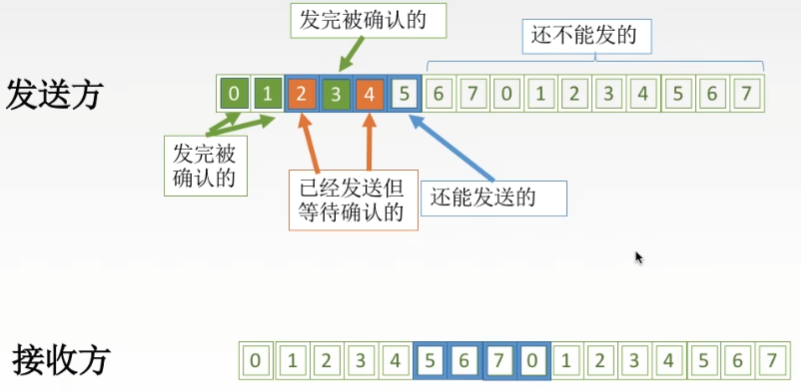 发完被确认的
还不能发的
发送方
0 1 2 3 4 5 6 7 0 1 2 3 4 5 6 7
发完被
确认的
已经发送但
等待确认的
还能发送的
接收方
0 1 2 3 4 5 6 7 0 1 2 3 4 5 6 7